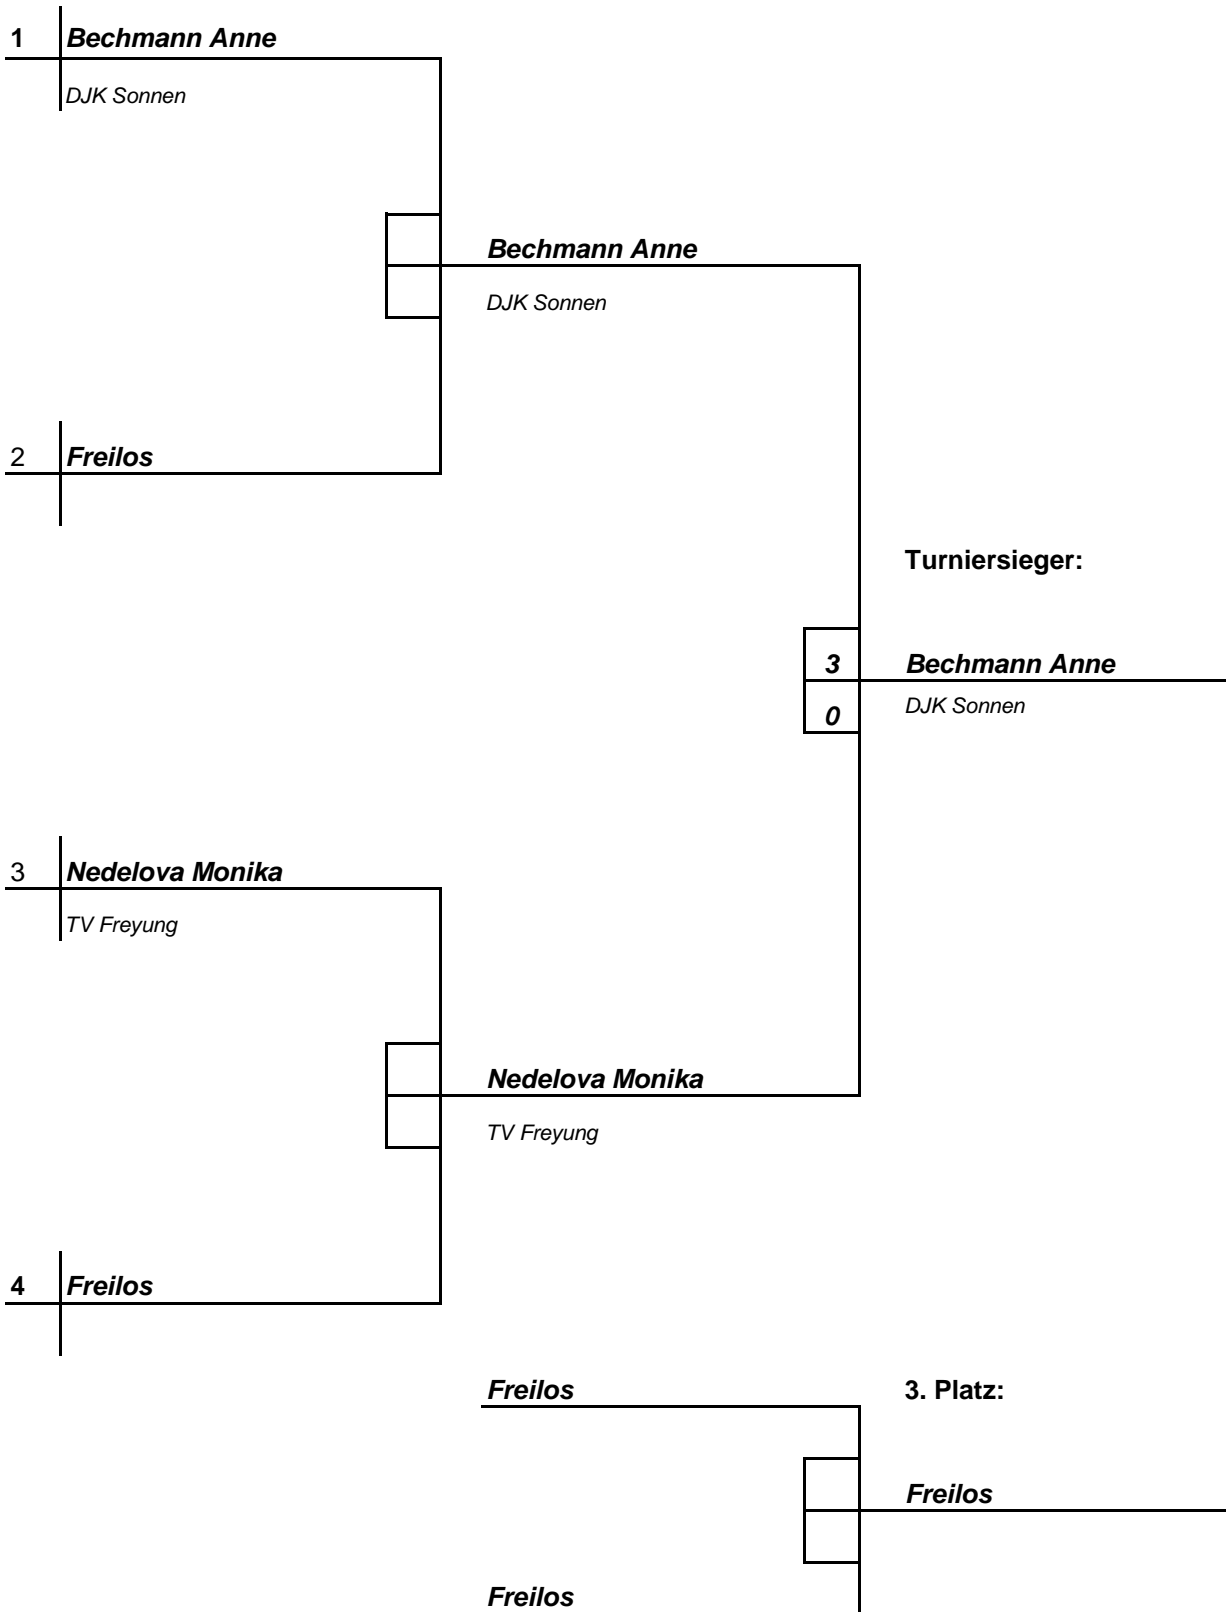 1 Bechmann Anne
DJK Sonnen
Bechmann Anne
DJK Sonnen
2 Freilos
Turniersieger:
3 Bechmann Anne
0 DJK Sonnen
3 Nedelova Monika
TV Freyung
Nedelova Monika
TV Freyung
4 Freilos
Freilos 3. Platz:
Freilos
Freilos